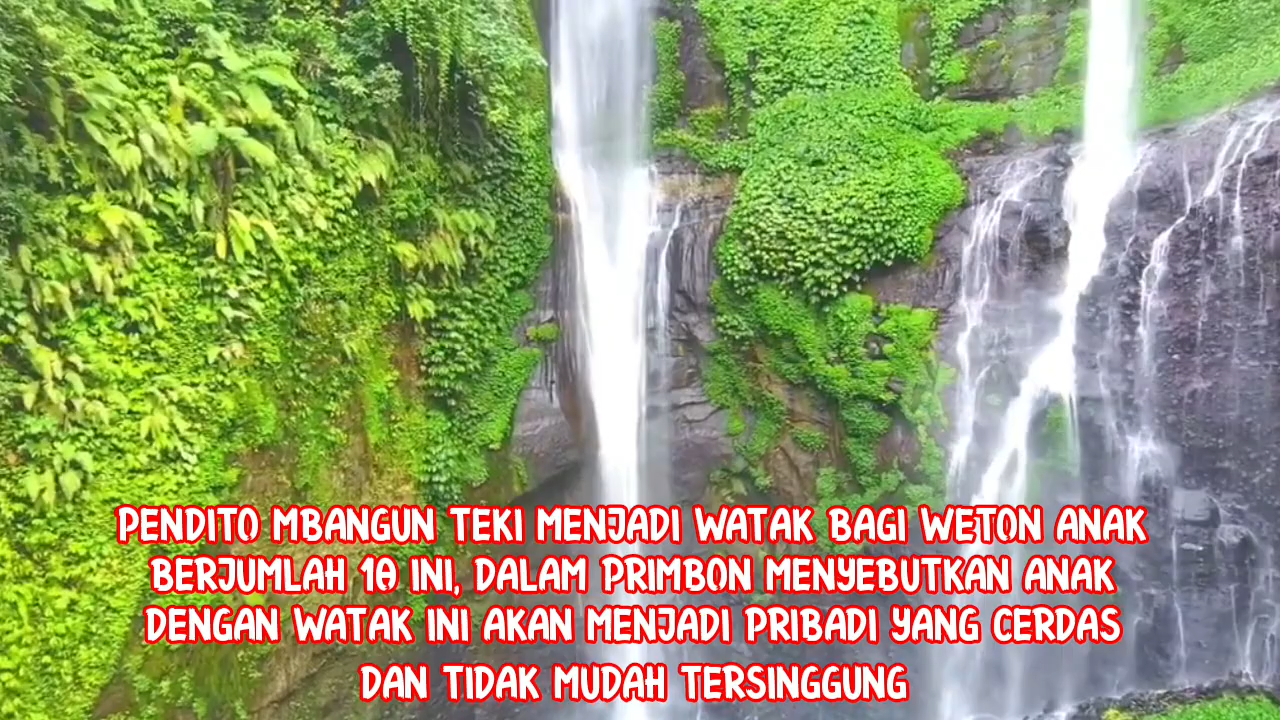 PENDITO MBANGUN TEKI MENJADI WATAK BAGI WETON ANAK
BERJUMLAH 10 INI, DALAM PRIMBON MENYEBUTKAN ANAK
DENGAN WATAK INI AKAN MENJADI PRIBADI YANG CERDAS
DAN TIDAK MUDAH TERSINGGUNG